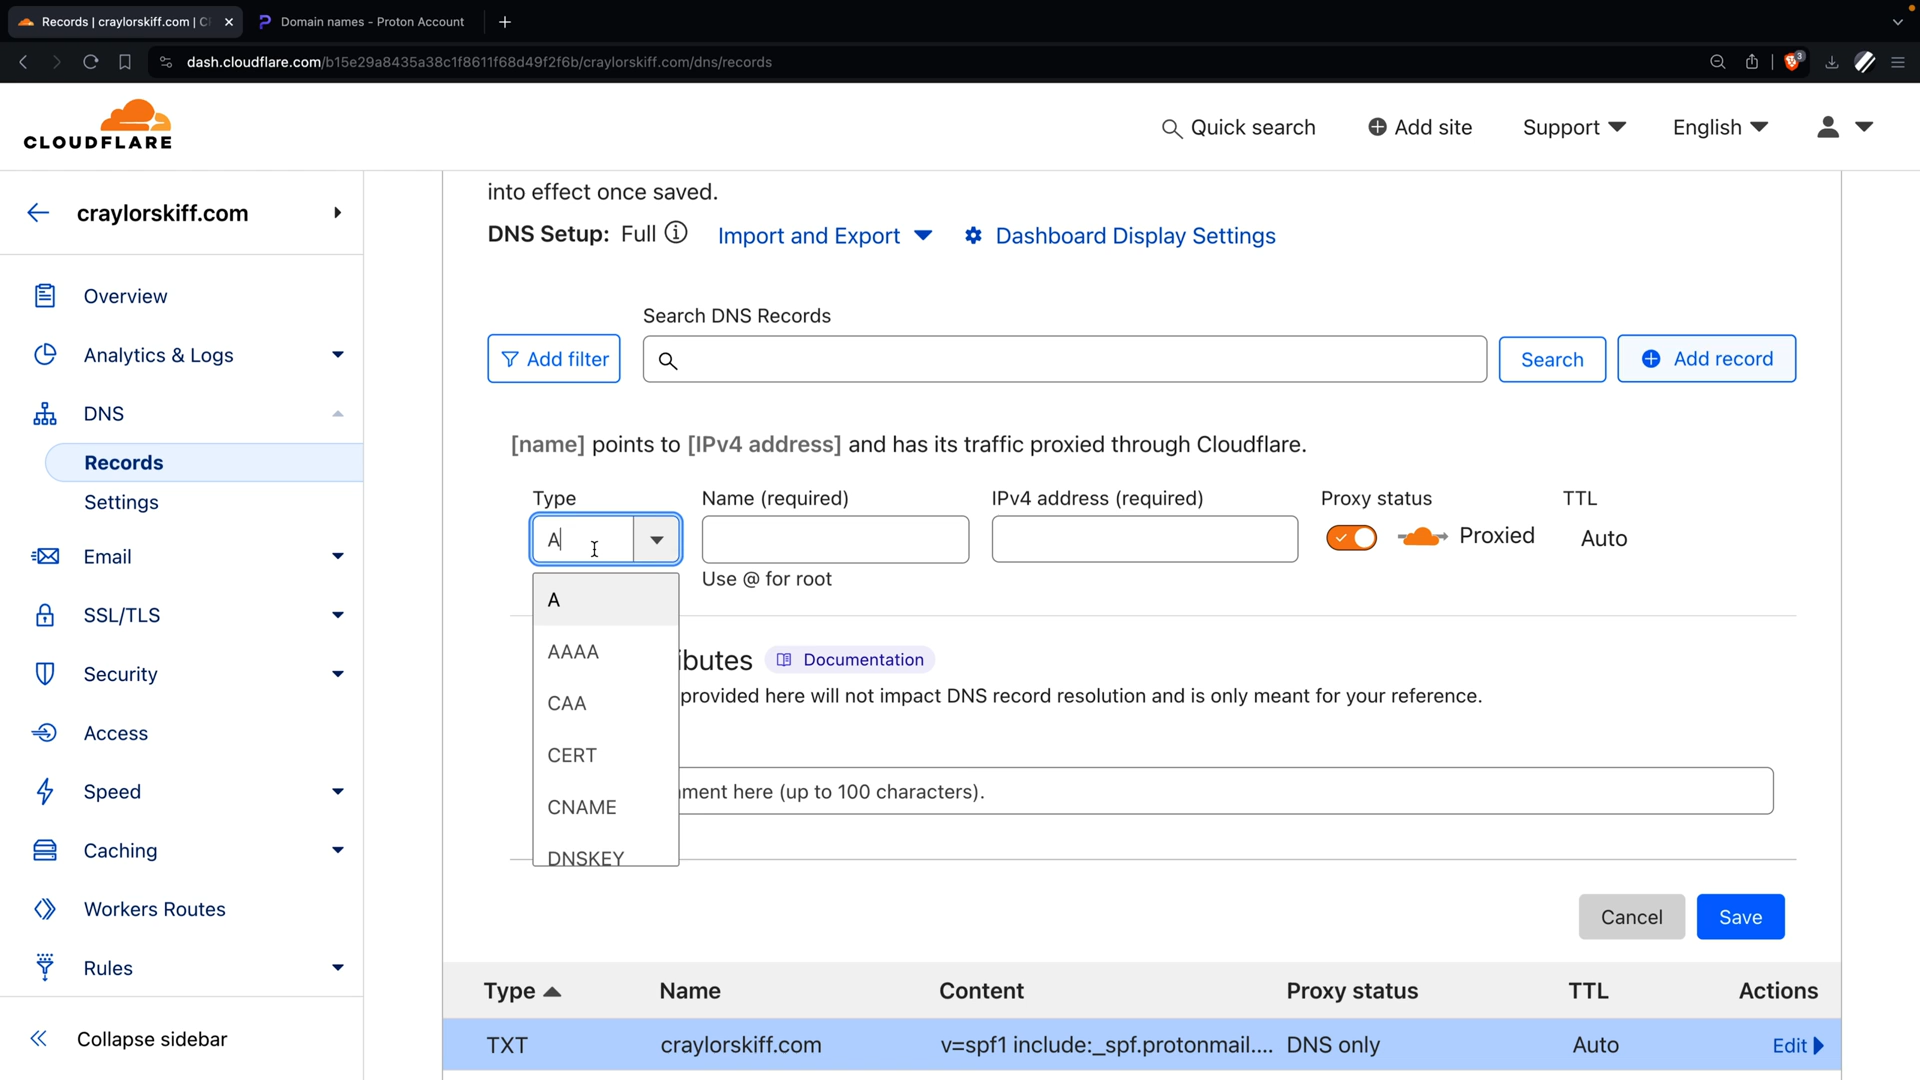 Records | craylorskiff.com | C
Domain names - Proton Account
dash.cloudflare.com/b15e29a8435a38c1f8611f68d49f2f6b/craylorskiff.com/dns/records
3
CLOUDFLARE
Quick search
Add site
Support
English
craylorskiff.com
Overview
Analytics & Logs
DNS
Records
Settings
Email
SSL/TLS
Security
Access
Speed
Caching
Workers Routes
Rules
Collapse sidebar
into effect once saved.
DNS Setup: Full
Import and Export
Dashboard Display Settings
Search DNS Records
Add filter
Search
Add record
[name] points to [IPv4 address] and has its traffic proxied through Cloudflare.
Type
Name (required)
IPv4 address (required)
Proxy status
TTL
A
Proxied
Auto
Use @ for root
A
AAAA
CAA
CERT
CNAME
DNSKEY
ibutes
Documentation
provided here will not impact DNS record resolution and is only meant for your reference.
ment here (up to 100 characters).
Cancel
Save
Type Name Content Proxy status TTL Actions
TXT craylorskiff.com v=spf1 include:_spf.protonmail.... DNS only Auto Edit